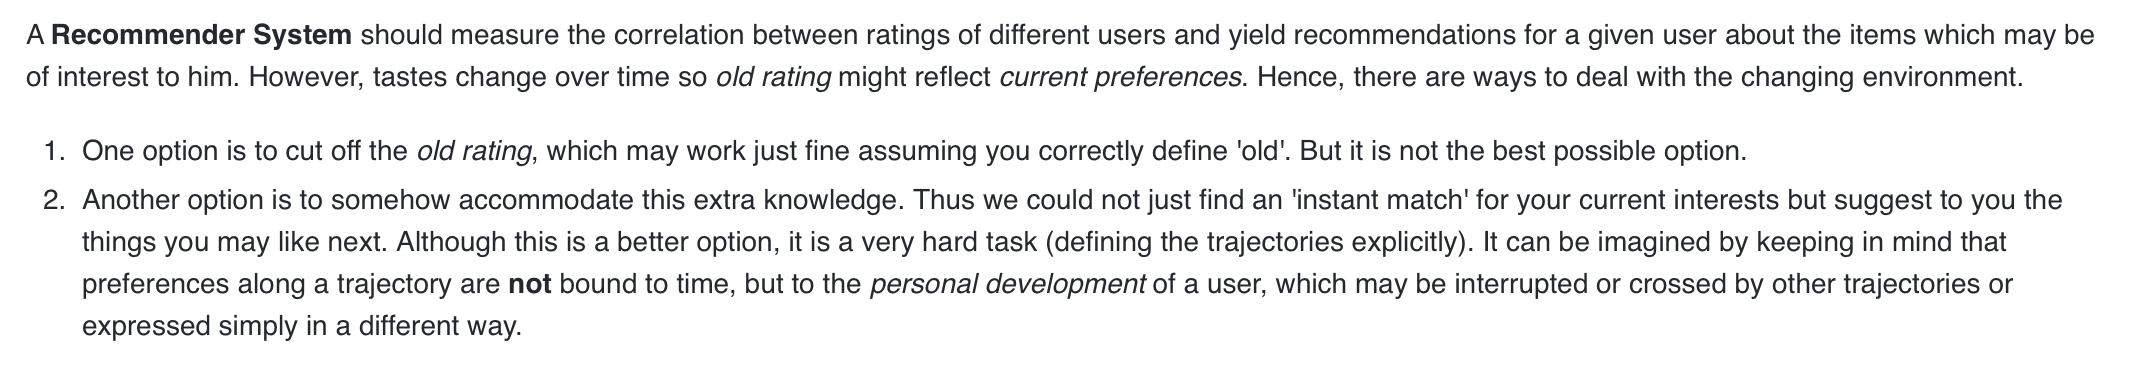 A Recommender System should measure the correlation between ratings of different users and yield recommendations for a given user about the items which may be
of interest to him. However, tastes change over time so old rating might reflect current preferences. Hence, there are ways to deal with the changing environment.
1. One option is to cut off the old rating, which may work just fine assuming you correctly define 'old'. But it is not the best possible option.
2. Another option is to somehow accommodate this extra knowledge. Thus we could not just find an 'instant match' for your current interests but suggest to you the
things you may like next. Although this is a better option, it is a very hard task (defining the trajectories explicitly). It can be imagined by keeping in mind that
preferences along a trajectory are not bound to time, but to the personal development of a user, which may be interrupted or crossed by other trajectories or
expressed simply in a different way.